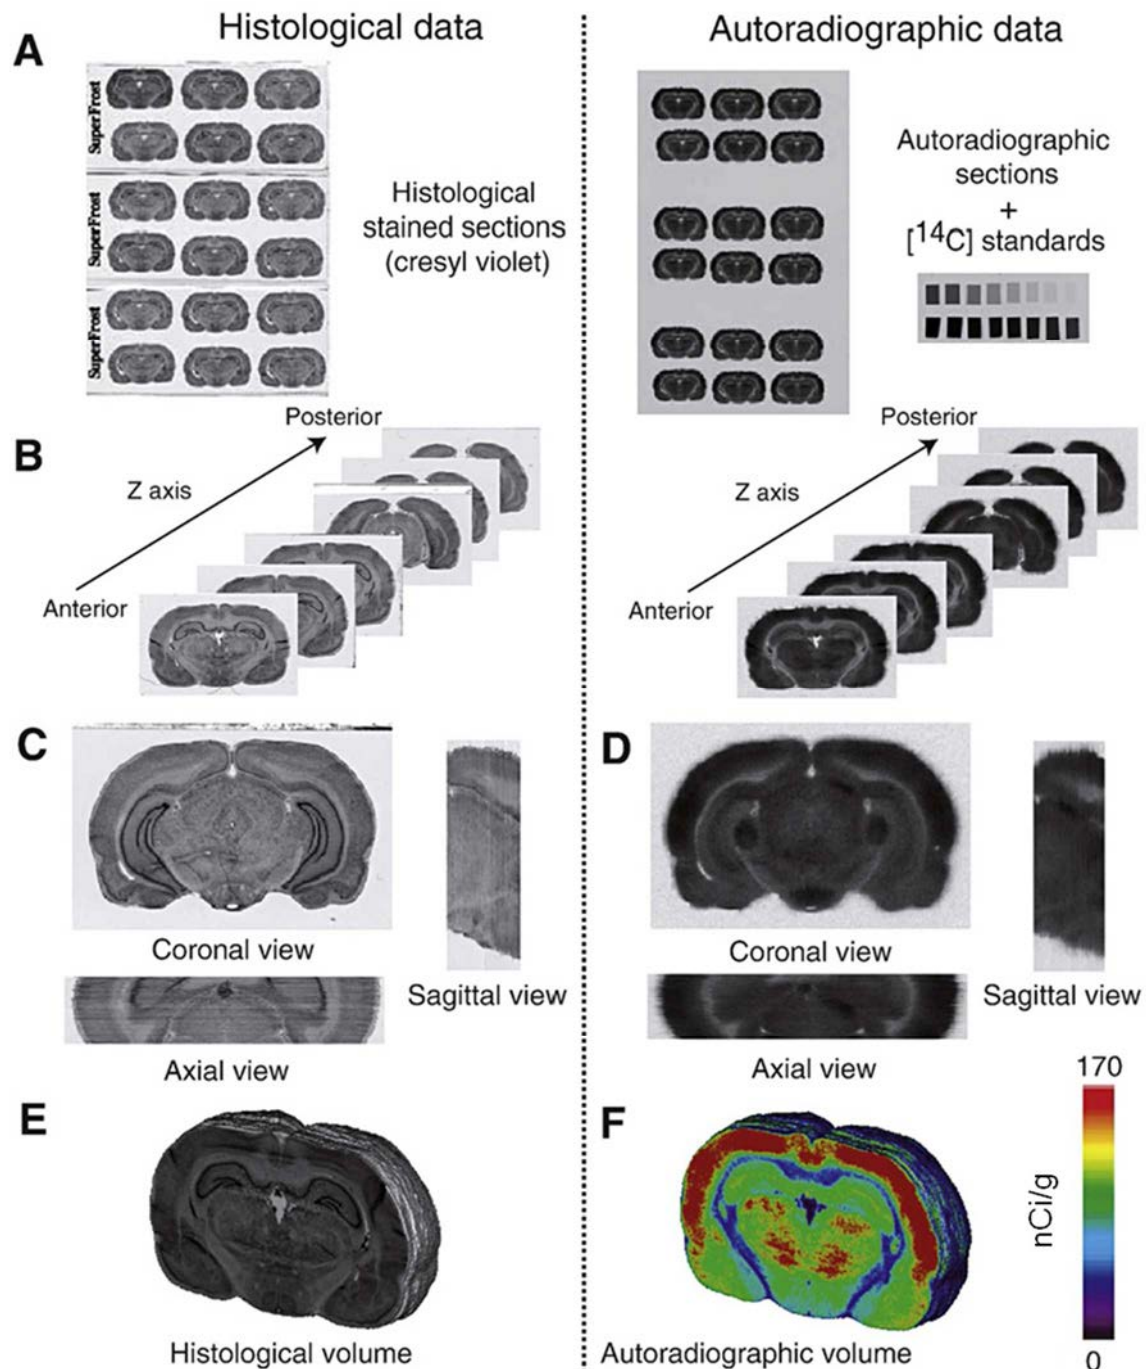 Histological data
Autoradiographic data
A
SuperFrost
SuperFrost
SuperFrost
Histological
stained sections
(cresyl violet)
Autoradiographic
sections
+
[¹⁴C] standards
B
Posterior
Z axis
Anterior
Posterior
Z axis
Anterior
C
Coronal view
Sagittal view
Axial view
D
Coronal view
Sagittal view
Axial view
E
Histological volume
F
Autoradiographic volume
170
nCi/g
0